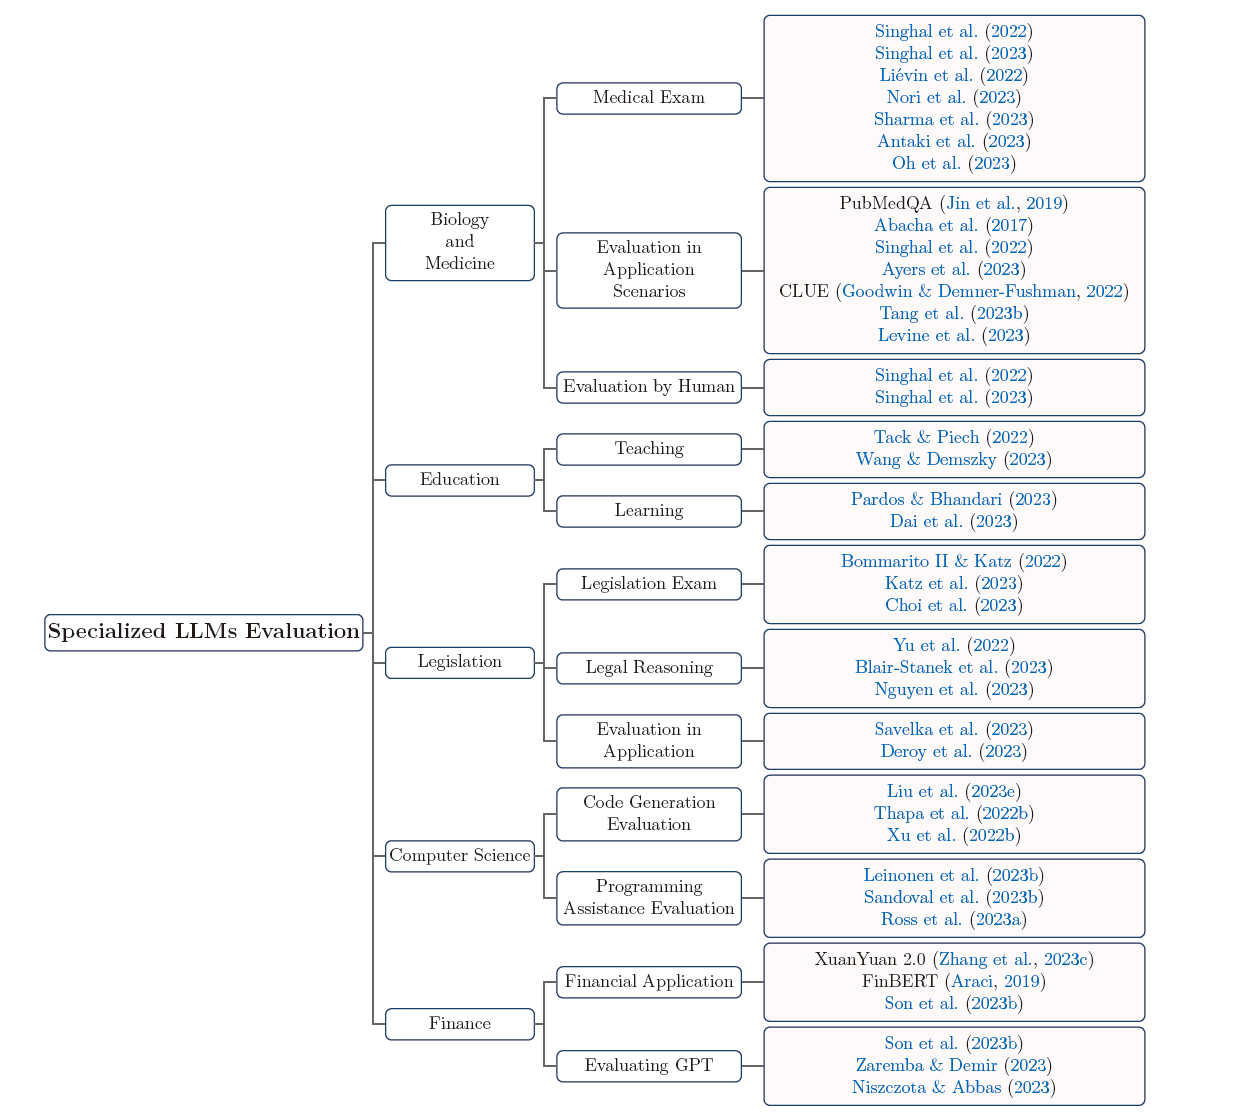 Specialized LLMs Evaluation
Biology
and
Medicine
Medical Exam
Singhal et al. (2022)
Singhal et al. (2023)
Liévin et al. (2022)
Nori et al. (2023)
Sharma et al. (2023)
Antaki et al. (2023)
Oh et al. (2023)
Evaluation in
Application
Scenarios
PubMedQA (Jin et al., 2019)
Abacha et al. (2017)
Singhal et al. (2022)
Ayers et al. (2023)
CLUE (Goodwin & Demner-Fushman, 2022)
Tang et al. (2023b)
Levine et al. (2023)
Evaluation by Human
Singhal et al. (2022)
Singhal et al. (2023)
Education
Teaching
Tack & Piech (2022)
Wang & Demszky (2023)
Learning
Pardos & Bhandari (2023)
Dai et al. (2023)
Legislation
Legislation Exam
Bommarito II & Katz (2022)
Katz et al. (2023)
Choi et al. (2023)
Legal Reasoning
Yu et al. (2022)
Blair-Stanek et al. (2023)
Nguyen et al. (2023)
Evaluation in
Application
Savelka et al. (2023)
Deroy et al. (2023)
Computer Science
Code Generation
Evaluation
Liu et al. (2023e)
Thapa et al. (2022b)
Xu et al. (2022b)
Programming
Assistance Evaluation
Leinonen et al. (2023b)
Sandoval et al. (2023b)
Ross et al. (2023a)
Finance
Financial Application
XuanYuan 2.0 (Zhang et al., 2023c)
FinBERT (Araci, 2019)
Son et al. (2023b)
Evaluating GPT
Son et al. (2023b)
Zaremba & Demir (2023)
Niszczota & Abbas (2023)